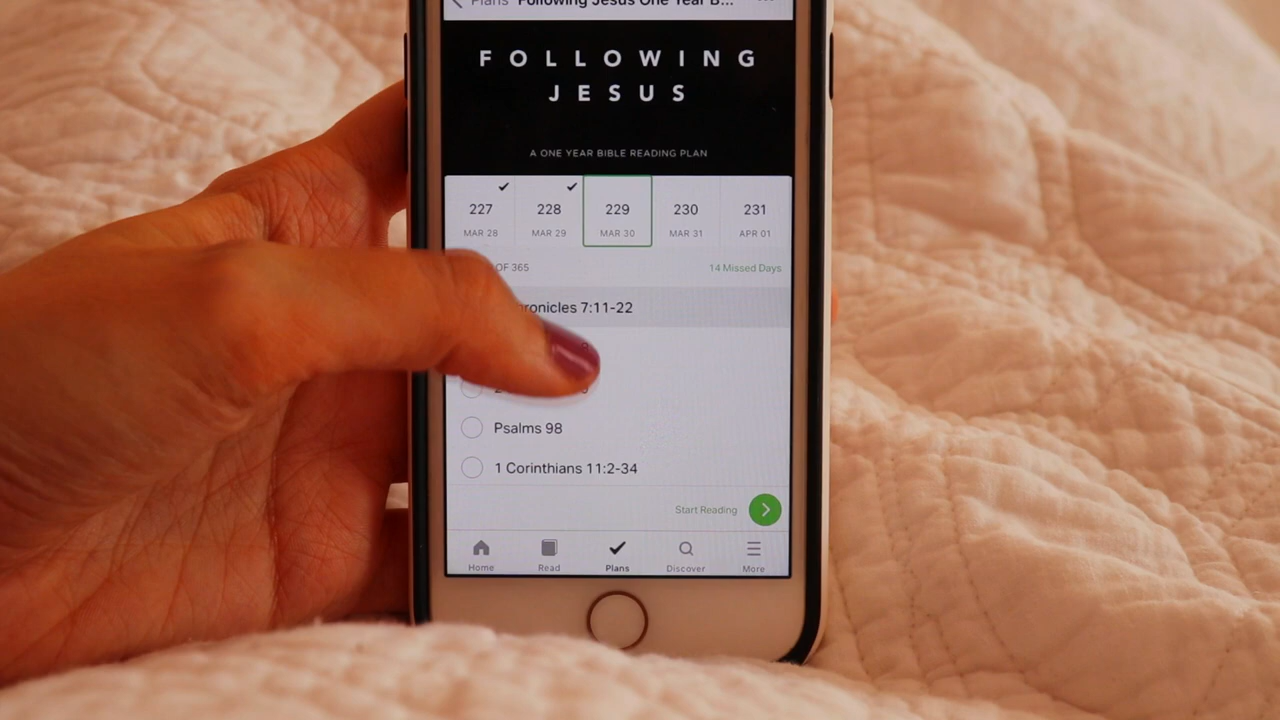 Plans Following Jesus One Year B...
FOLLOWING
JESUS
A ONE YEAR BIBLE READING PLAN
227 228 229 230 231
MAR 28 MAR 29 MAR 30 MAR 31 APR 01
OF 365 14 Missed Days
ronicles 7:11-22
Psalms 98
1 Corinthians 11:2-34
Start Reading
Home Read Plans Discover More